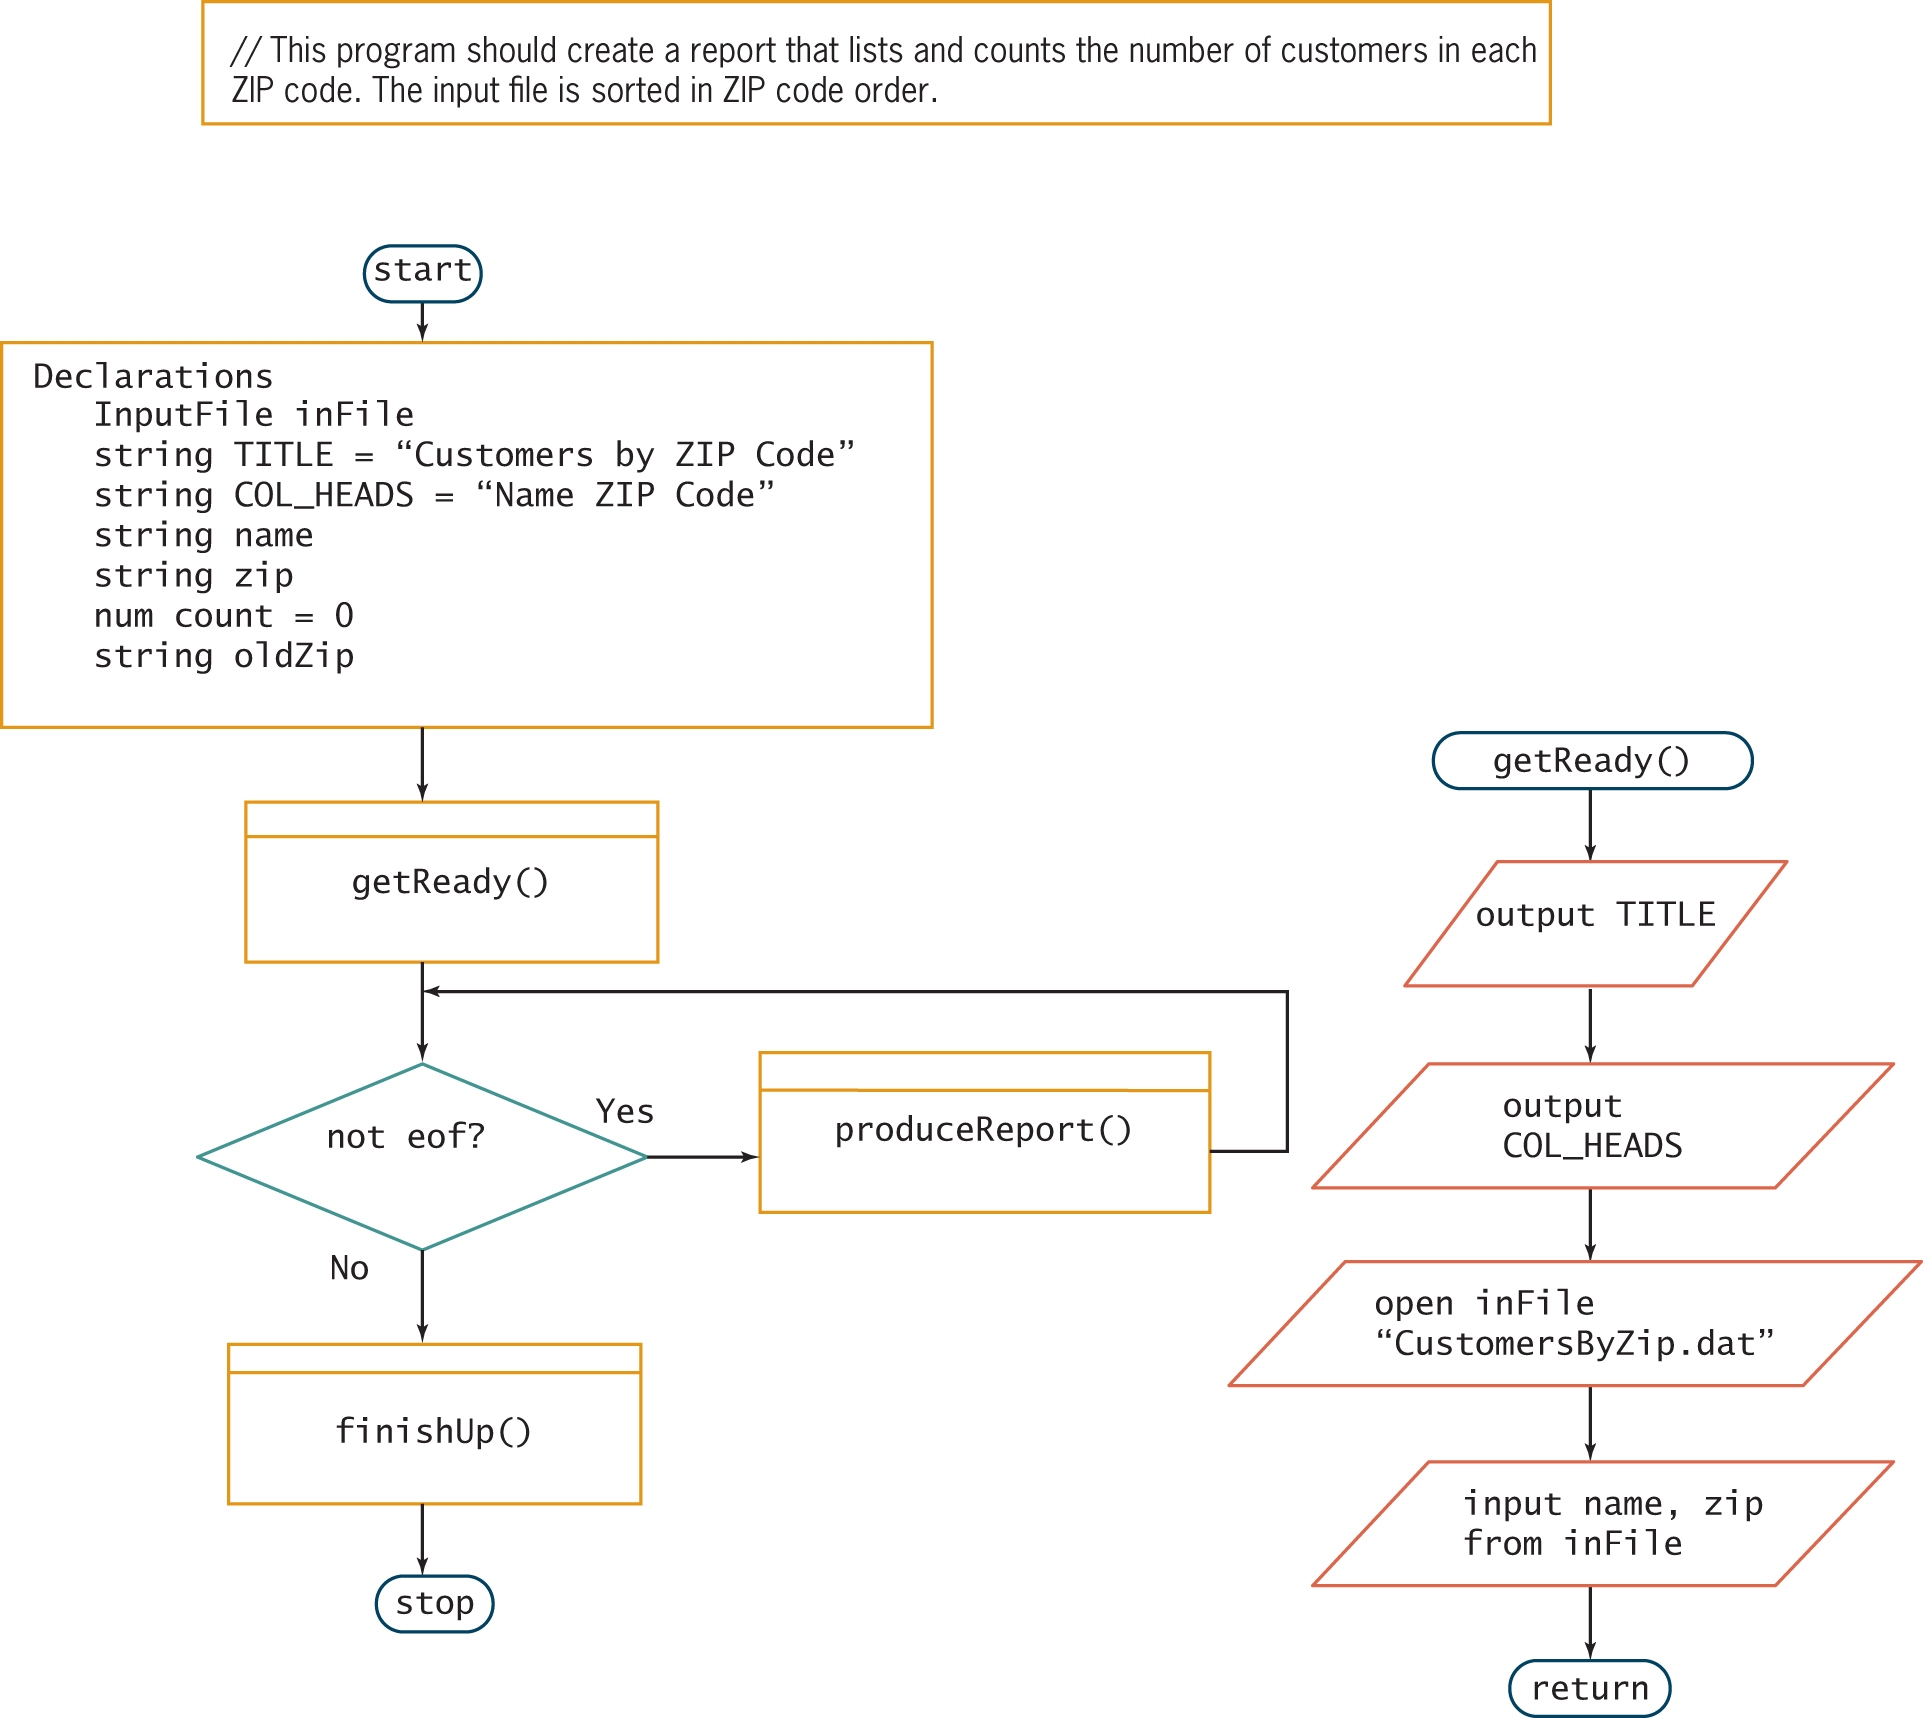 // This program should create a report that lists and counts the number of customers in each
ZIP code. The input file is sorted in ZIP code order.
start
Declarations
InputFile inFile
string TITLE = “Customers by ZIP Code”
string COL_HEADS = “Name ZIP Code”
string name
string zip
num count = 0
string oldZip
getReady()
not eof?
Yes
produceReport()
No
finishUp()
stop
getReady()
output TITLE
output
COL_HEADS
open inFile
“CustomersByZip.dat”
input name, zip
from inFile
return